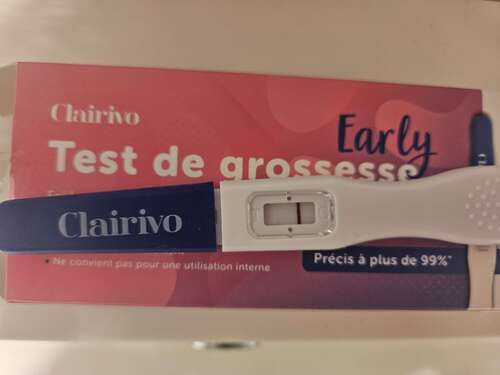 Clairivo
Early
Test de grossesse
Clairivo
• Ne convient pas pour une utilisation interne
Précis à plus de 99%*